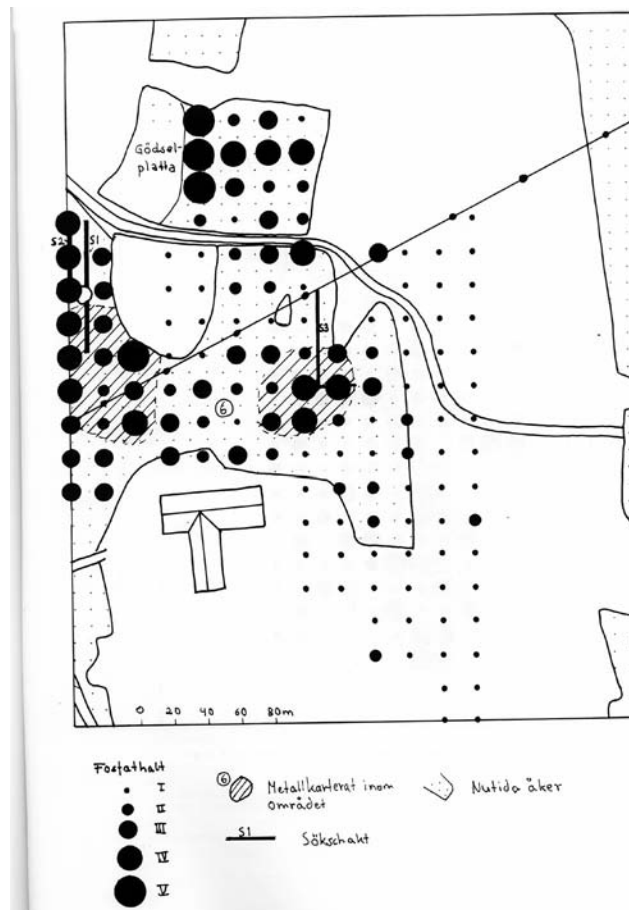 Gödsel-
platta
S2
S1
S3
6
0 20 40 60 80m
Fosfathalt
I
II
III
IV
V
6 Metallkarterat inom
området
Nutida åker
S1 Sökschakt